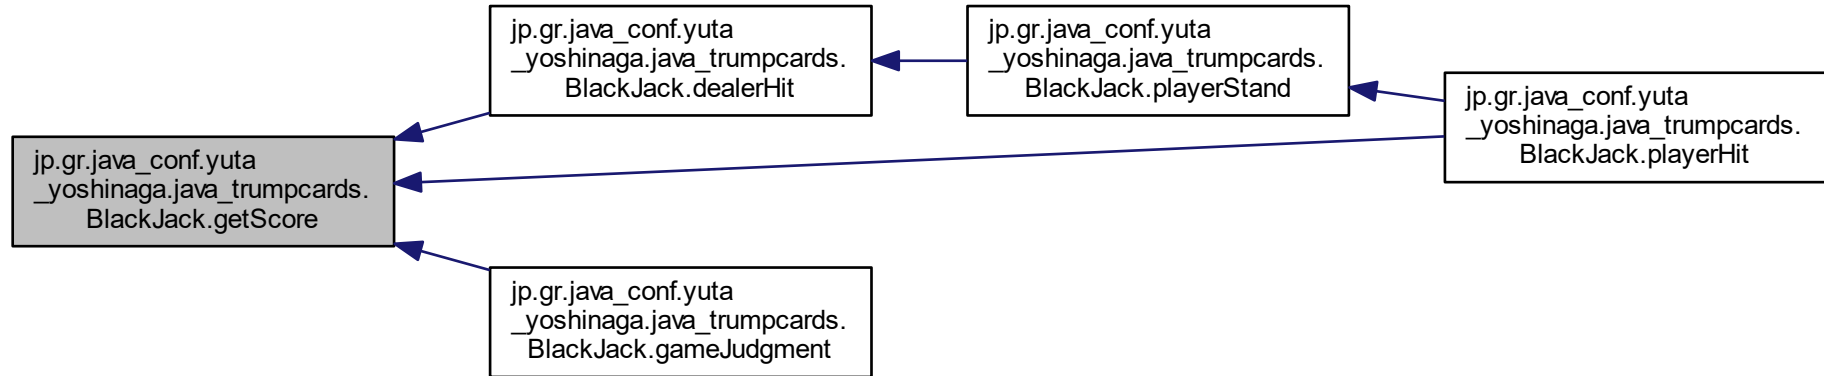 jp.gr.java_conf.yuta
_yoshinaga.java_trumpcards.
BlackJack.getScore
jp.gr.java_conf.yuta
_yoshinaga.java_trumpcards.
BlackJack.dealerHit
jp.gr.java_conf.yuta
_yoshinaga.java_trumpcards.
BlackJack.playerStand
jp.gr.java_conf.yuta
_yoshinaga.java_trumpcards.
BlackJack.playerHit
jp.gr.java_conf.yuta
_yoshinaga.java_trumpcards.
BlackJack.gameJudgment